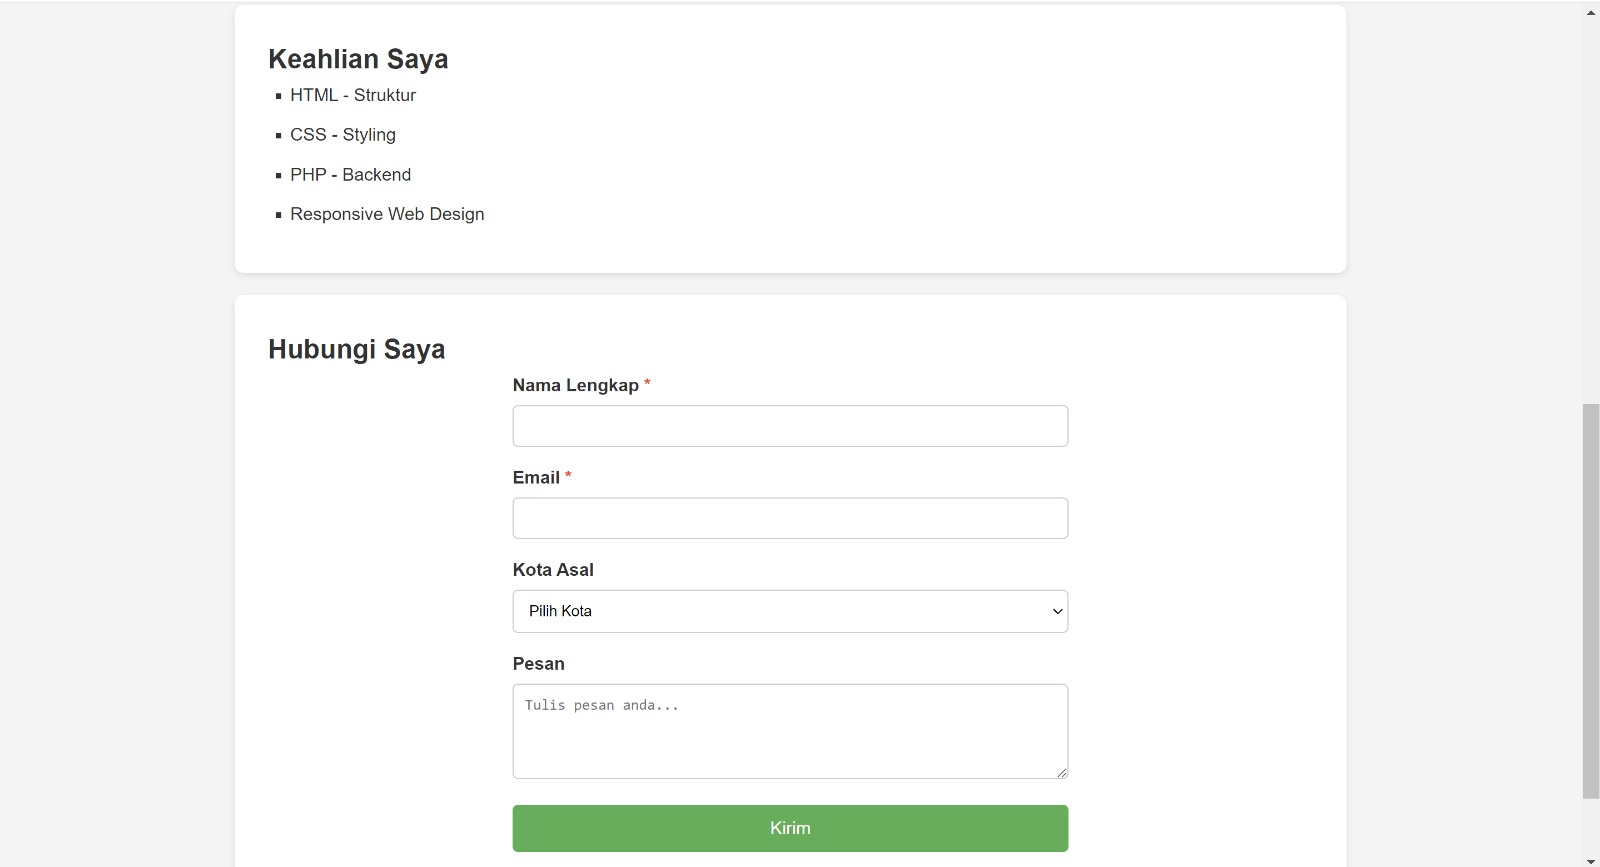 Keahlian Saya
▪ HTML - Struktur
▪ CSS - Styling
▪ PHP - Backend
▪ Responsive Web Design
Hubungi Saya
Nama Lengkap *
Email *
Kota Asal
Pilih Kota
Pesan
Tulis pesan anda...
Kirim